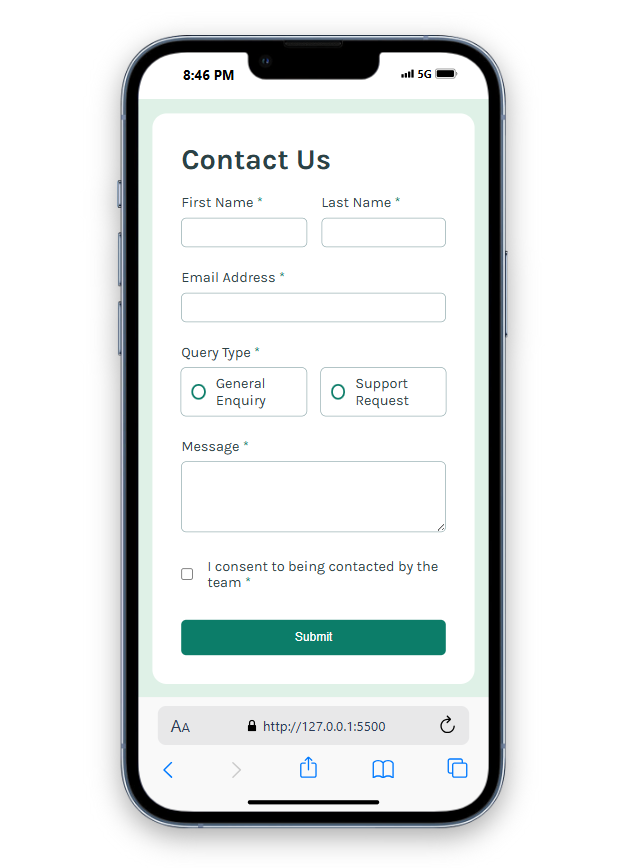 8:46 PM 5G
Contact Us
First Name * Last Name *
Email Address *
Query Type *
General
Enquiry
Support
Request
Message *
I consent to being contacted by the
team *
Submit
AA http://127.0.0.1:5500